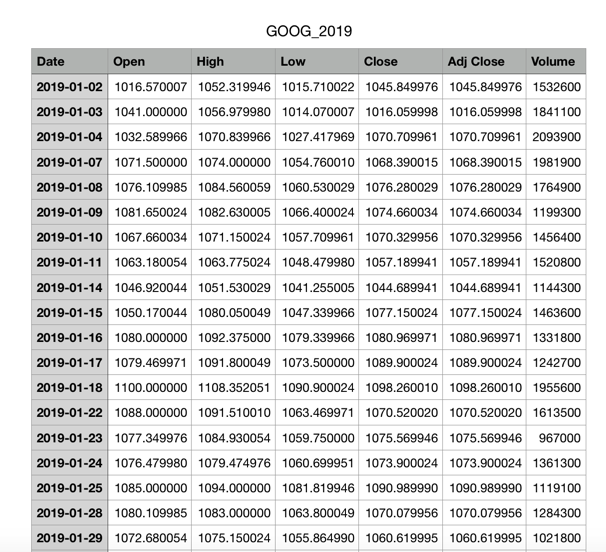 GOOG_2019
Date Open High Low Close Adj Close Volume
2019-01-02 1016.570007 1052.319946 1015.710022 1045.849976 1045.849976 1532600
2019-01-03 1041.000000 1056.979980 1014.070007 1016.059998 1016.059998 1841100
2019-01-04 1032.589966 1070.839966 1027.417969 1070.709961 1070.709961 2093900
2019-01-07 1071.500000 1074.000000 1054.760010 1068.390015 1068.390015 1981900
2019-01-08 1076.109985 1084.560059 1060.530029 1076.280029 1076.280029 1764900
2019-01-09 1081.650024 1082.630005 1066.400024 1074.660034 1074.660034 1199300
2019-01-10 1067.660034 1071.150024 1057.709961 1070.329956 1070.329956 1456400
2019-01-11 1063.180054 1063.775024 1048.479980 1057.189941 1057.189941 1520800
2019-01-14 1046.920044 1051.530029 1041.255005 1044.689941 1044.689941 1144300
2019-01-15 1050.170044 1080.050049 1047.339966 1077.150024 1077.150024 1463600
2019-01-16 1080.000000 1092.375000 1079.339966 1080.969971 1080.969971 1331800
2019-01-17 1079.469971 1091.800049 1073.500000 1089.900024 1089.900024 1242700
2019-01-18 1100.000000 1108.352051 1090.900024 1098.260010 1098.260010 1955600
2019-01-22 1088.000000 1091.510010 1063.469971 1070.520020 1070.520020 1613500
2019-01-23 1077.349976 1084.930054 1059.750000 1075.569946 1075.569946 967000
2019-01-24 1076.479980 1079.474976 1060.699951 1073.900024 1073.900024 1361300
2019-01-25 1085.000000 1094.000000 1081.819946 1090.989990 1090.989990 1119100
2019-01-28 1080.109985 1083.000000 1063.800049 1070.079956 1070.079956 1284300
2019-01-29 1072.680054 1075.150024 1055.864990 1060.619995 1060.619995 1021800